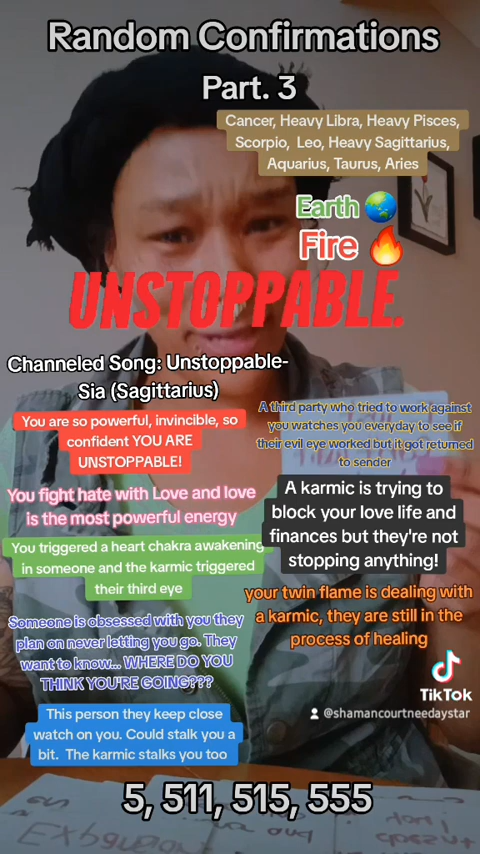 Random Confirmations
Part. 3
Cancer, Heavy Libra, Heavy Pisces,
Scorpio, Leo, Heavy Sagittarius,
Aquarius, Taurus, Aries
Earth 🌏
Fire 🔥
UNSTOPPABLE.
Channeled Song: Unstoppable-
Sia (Sagittarius)
You are so powerful, invincible, so
confident YOU ARE
UNSTOPPABLE!
You fight hate with Love and love
is the most powerful energy
You triggered a heart chakra awakening
in someone and the karmic triggered
their third eye
Someone is obsessed with you they
plan on never letting you go. They
want to know... WHERE DO YOU
THINK YOU'RE GOING???
This person they keep close
watch on you. Could stalk you a
bit. The karmic stalks you too
A third party who tried to work against
you watches you everyday to see if
their evil eye worked but it got returned
to sender
A karmic is trying to
block your love life and
finances but they're not
stopping anything!
your twin flame is dealing with
a karmic, they are still in the
process of healing
TikTok
@shamancourtneedaystar
5, 511, 515, 555
Expansion
and
doesnt